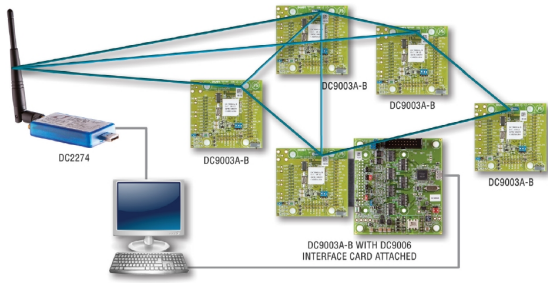 DC9003A-B
DC9003A-B
DC2274
DC9003A-B
DC9003A-B
DC9003A-B WITH DC9006
INTERFACE CARD ATTACHED